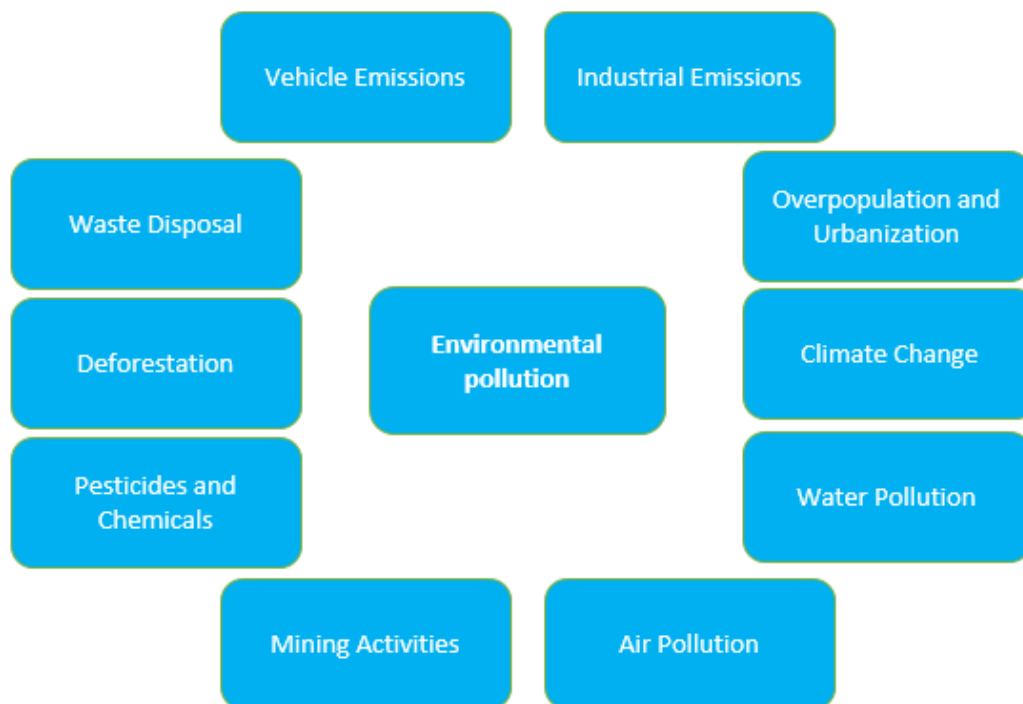 Vehicle Emissions
Industrial Emissions
Waste Disposal
Overpopulation and
Urbanization
Deforestation
Environmental
pollution
Climate Change
Pesticides and
Chemicals
Water Pollution
Mining Activities
Air Pollution